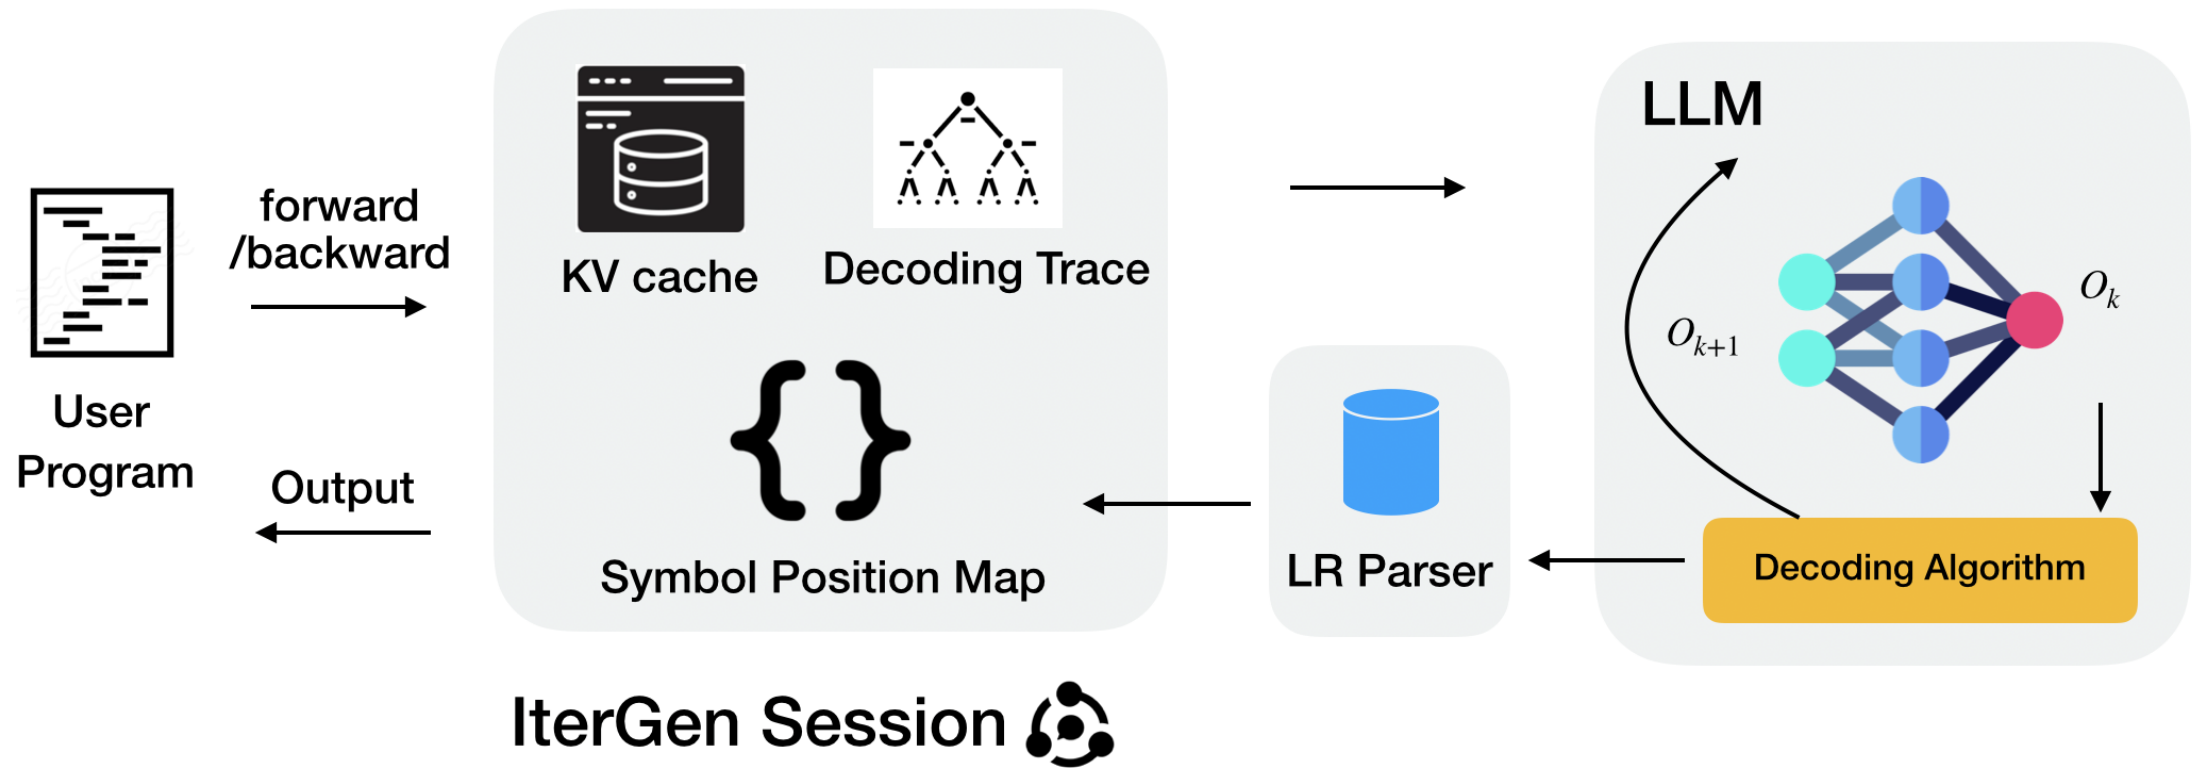 forward
/backward
User
Program
Output
KV cache
Decoding Trace
Symbol Position Map
IterGen Session
LR Parser
LLM
O_{k+1}
O_k
Decoding Algorithm